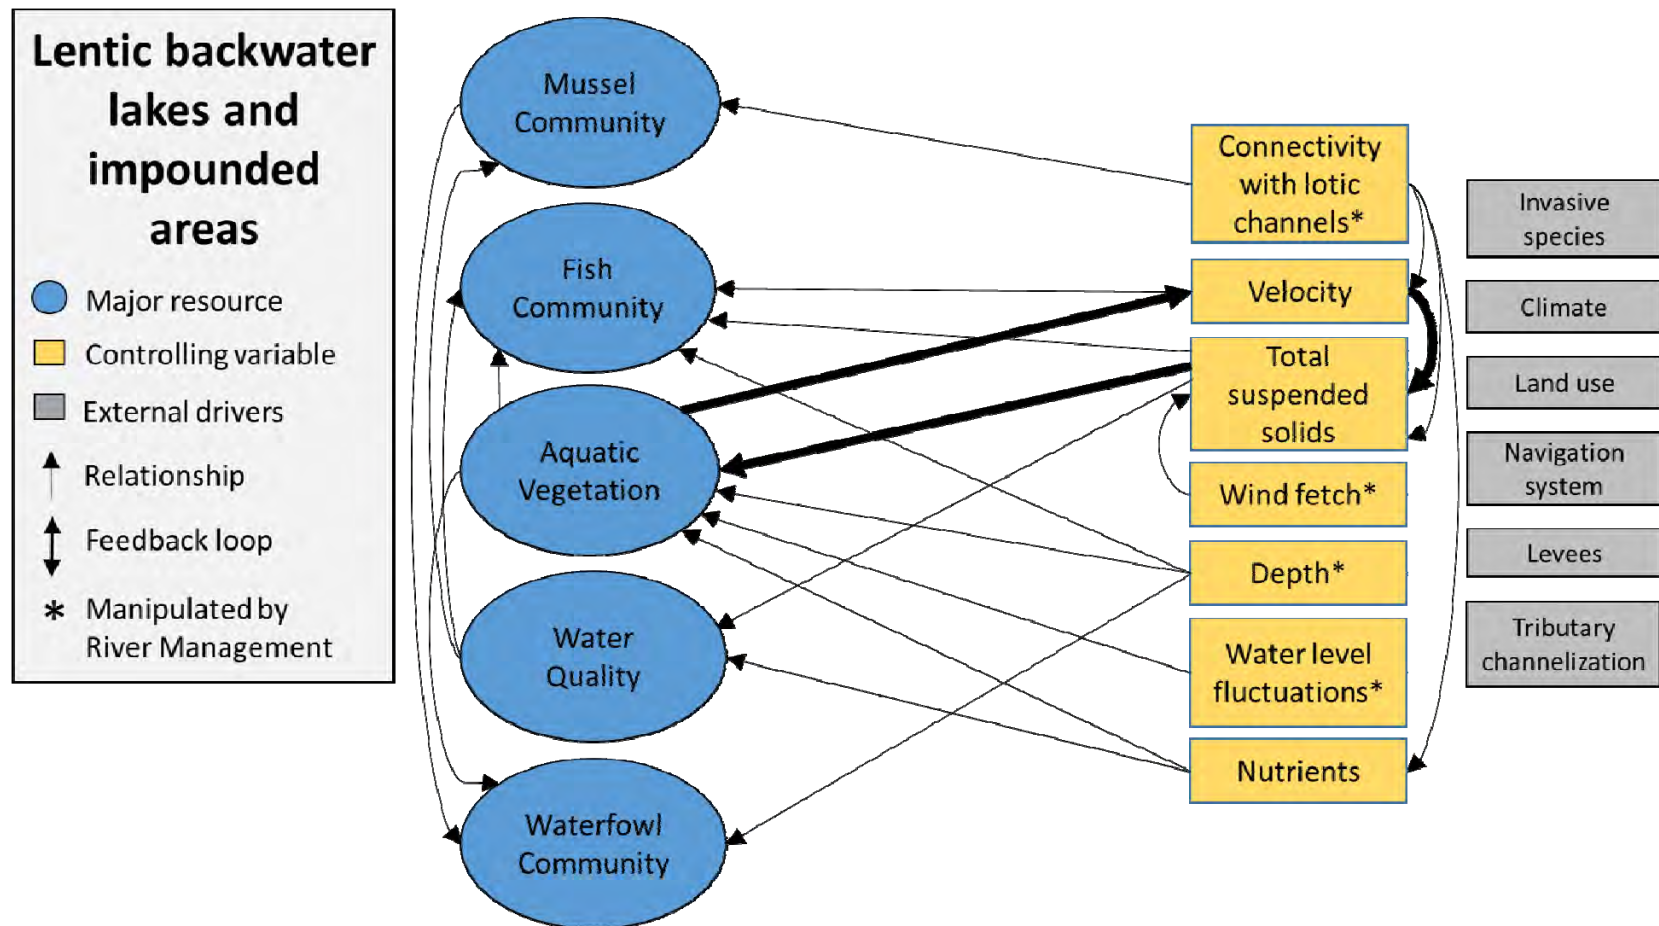 Lentic backwater
lakes and
impounded
areas
Major resource
Controlling variable
External drivers
Relationship
Feedback loop
* Manipulated by
River Management
Mussel
Community
Fish
Community
Aquatic
Vegetation
Water
Quality
Waterfowl
Community
Connectivity
with lotic
channels*
Velocity
Total
suspended
solids
Wind fetch*
Depth*
Water level
fluctuations*
Nutrients
Invasive
species
Climate
Land use
Navigation
system
Levees
Tributary
channelization